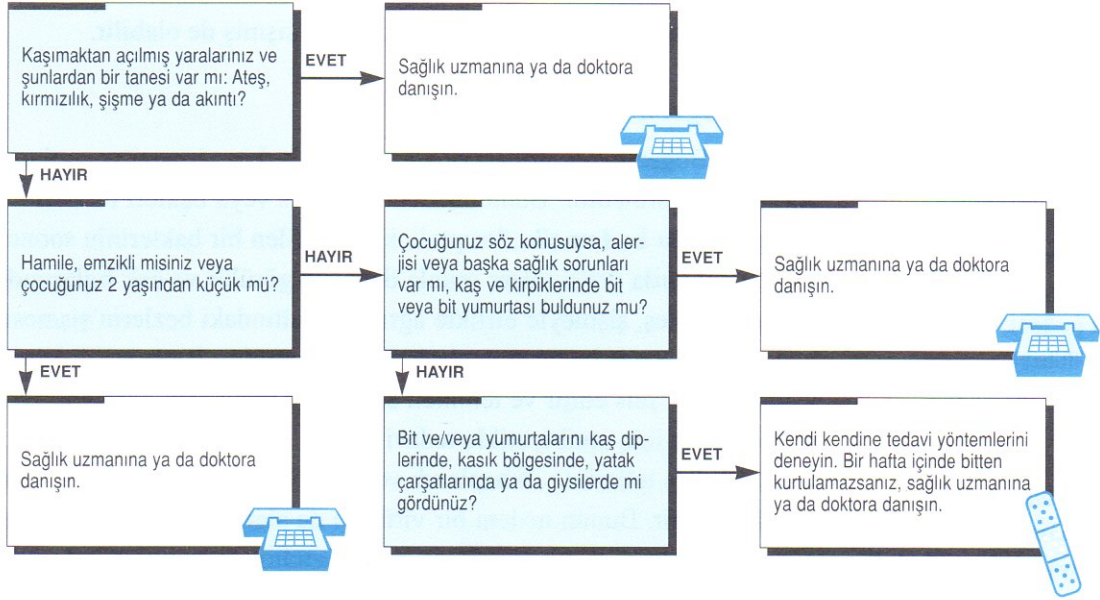 Kaşımaktan açılmış yaralarınız ve
şunlardan bir tanesi var mı: Ateş,
kırmızılık, şişme ya da akıntı?
EVET
Sağlık uzmanına ya da doktora
danışın.
HAYIR
Hamile, emzikli misiniz veya
çocuğunuz 2 yaşından küçük mü?
HAYIR
Çocuğunuz söz konusuysa, aler-
jisi veya başka sağlık sorunları
var mı, kaş ve kirpiklerinde bit
veya bit yumurtası buldunuz mu?
EVET
Sağlık uzmanına ya da doktora
danışın.
EVET
Sağlık uzmanına ya da doktora
danışın.
HAYIR
Bit ve/veya yumurtalarını kaş dip-
lerinde, kasık bölgesinde, yatak
çarşaflarında ya da giysilerde mi
gördünüz?
EVET
Kendi kendine tedavi yöntemlerini
deneyin. Bir hafta içinde bitten
kurtulamazsanız, sağlık uzmanına
ya da doktora danışın.